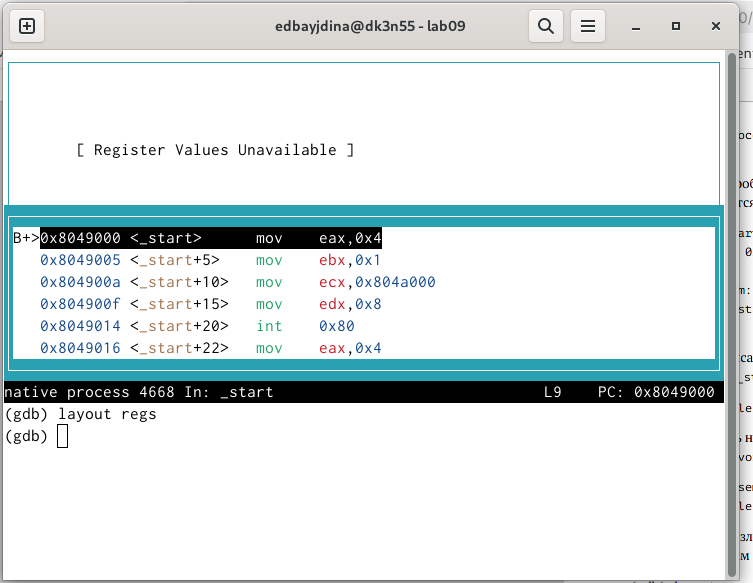 edbayjdina@dk3n55 - lab09
[ Register Values Unavailable ]
B+>0x8049000 <_start>      mov    eax,0x4
0x8049005 <_start+5>    mov    ebx,0x1
0x804900a <_start+10>   mov    ecx,0x804a000
0x804900f <_start+15>   mov    edx,0x8
0x8049014 <_start+20>   int    0x80
0x8049016 <_start+22>   mov    eax,0x4
native process 4668 In: _start                              L9    PC: 0x8049000
(gdb) layout regs
(gdb)